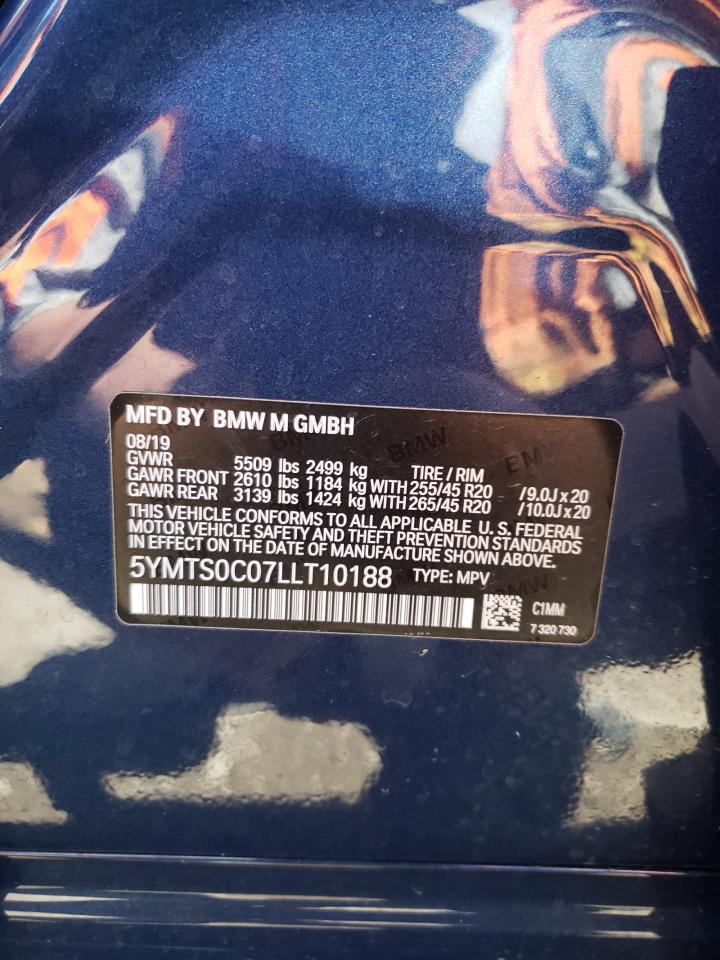 MFD BY BMW M GMBH
08/19
GVWR 5509 lbs 2499 kg TIRE / RIM
GAWR FRONT 2610 lbs 1184 kg WITH 255/45 R20 /9.0J x 20
GAWR REAR 3139 lbs 1424 kg WITH 265/45 R20 /10.0J x 20
THIS VEHICLE CONFORMS TO ALL APPLICABLE U. S. FEDERAL
MOTOR VEHICLE SAFETY AND THEFT PREVENTION STANDARDS
IN EFFECT ON THE DATE OF MANUFACTURE SHOWN ABOVE.
5YMTS0C07LLT10188 TYPE: MPV
C1MM
7 320 730
BMW